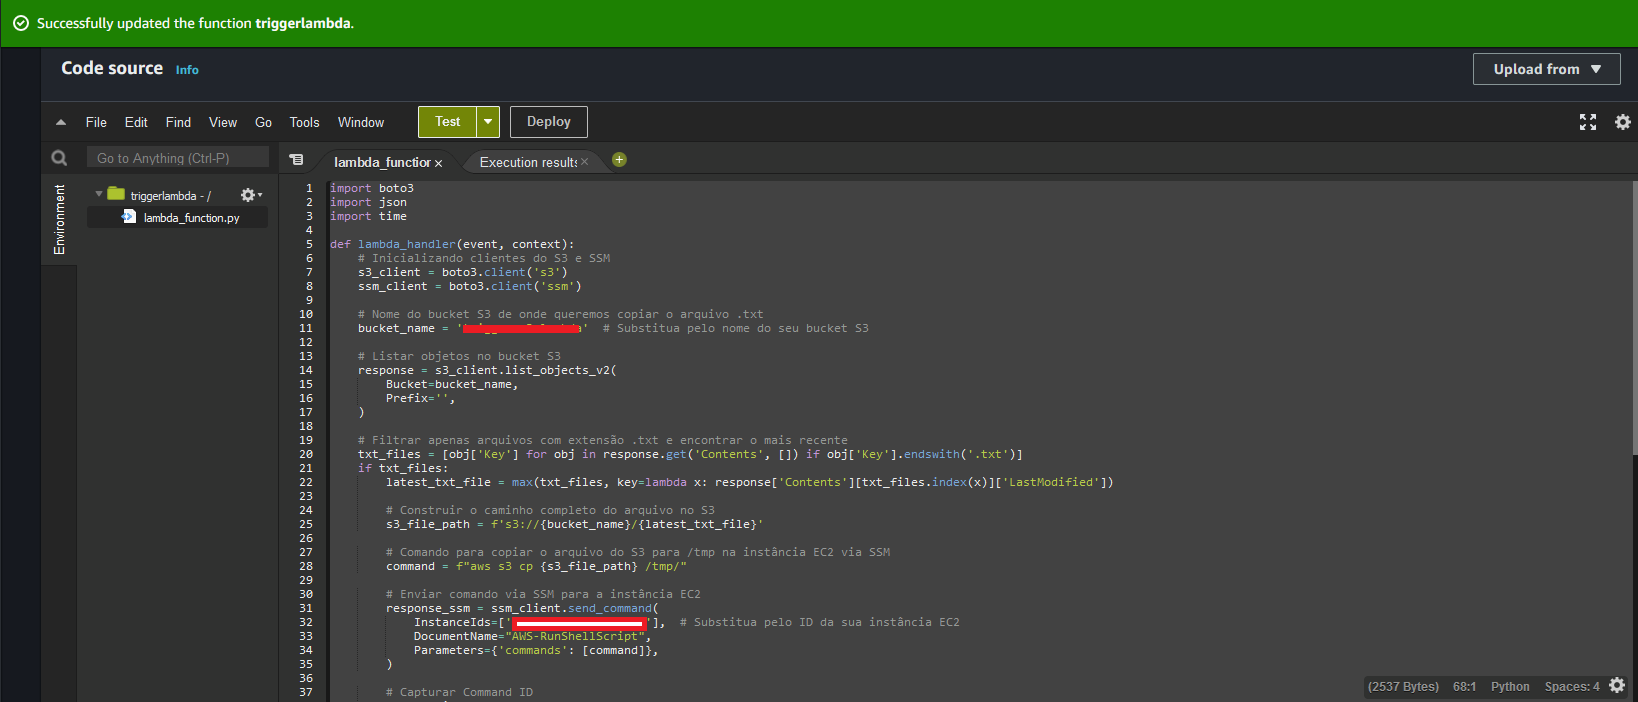 Successfully updated the function triggerlambda.
Code source Info
Upload from
File Edit Find View Go Tools Window Test Deploy
Go to Anything (Ctrl-P)
lambda_function × Execution results ×
Environment
triggerlambda - /
lambda_function.py
1 import boto3
2 import json
3 import time
4
5 def lambda_handler(event, context):
6 # Inicializando clientes do S3 e SSM
7 s3_client = boto3.client('s3')
8 ssm_client = boto3.client('ssm')
9
10 # Nome do bucket S3 de onde queremos copiar o arquivo .txt
11 bucket_name = ' ' # Substitua pelo nome do seu bucket S3
12
13 # Listar objetos no bucket S3
14 response = s3_client.list_objects_v2(
15 Bucket=bucket_name,
16 Prefix='',
17 )
18
19 # Filtrar apenas arquivos com extensão .txt e encontrar o mais recente
20 txt_files = [obj['Key'] for obj in response.get('Contents', []) if obj['Key'].endswith('.txt')]
21 if txt_files:
22 latest_txt_file = max(txt_files, key=lambda x: response['Contents'][txt_files.index(x)]['LastModified'])
23
24 # Construir o caminho completo do arquivo no S3
25 s3_file_path = f's3://{bucket_name}/{latest_txt_file}'
26
27 # Comando para copiar o arquivo do S3 para /tmp na instância EC2 via SSM
28 command = f"aws s3 cp {s3_file_path} /tmp/"
29
30 # Enviar comando via SSM para a instância EC2
31 response_ssm = ssm_client.send_command(
32 InstanceIds=[' '], # Substitua pelo ID da sua instância EC2
33 DocumentName="AWS-RunShellScript",
34 Parameters={'commands': [command]},
35 )
36
37 # Capturar Command ID
(2537 Bytes) 68:1 Python Spaces: 4